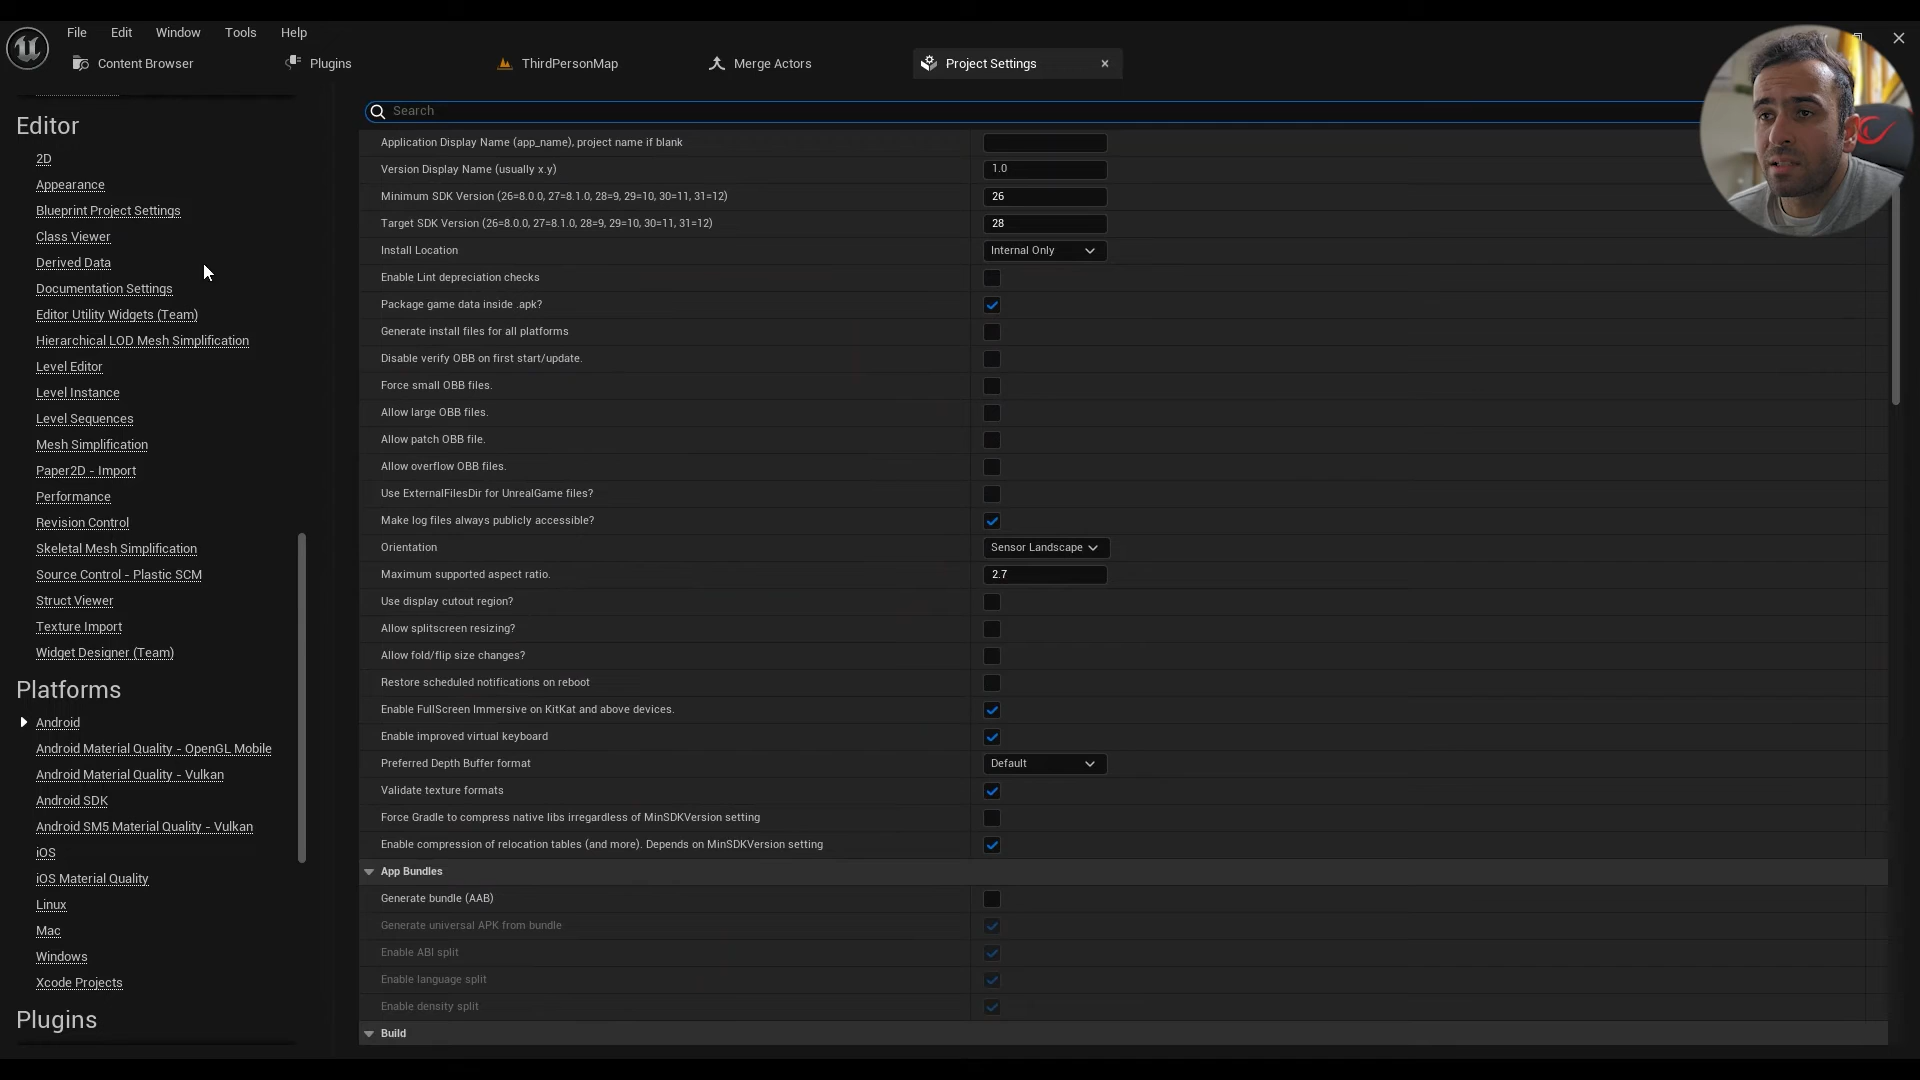 File Edit Window Tools Help
Content Browser Plugins ThirdPersonMap Merge Actors Project Settings
Editor
2D
Appearance
Blueprint Project Settings
Class Viewer
Derived Data
Documentation Settings
Editor Utility Widgets (Team)
Hierarchical LOD Mesh Simplification
Level Editor
Level Instance
Level Sequences
Mesh Simplification
Paper2D - Import
Performance
Revision Control
Skeletal Mesh Simplification
Source Control - Plastic SCM
Struct Viewer
Texture Import
Widget Designer (Team)
Platforms
Android
Android Material Quality - OpenGL Mobile
Android Material Quality - Vulkan
Android SDK
Android SM5 Material Quality - Vulkan
iOS
iOS Material Quality
Linux
Mac
Windows
Xcode Projects
Plugins
Search
Application Display Name (app_name), project name if blank
Version Display Name (usually x.y) 1.0
Minimum SDK Version (26=8.0.0, 27=8.1.0, 28=9, 29=10, 30=11, 31=12) 26
Target SDK Version (26=8.0.0, 27=8.1.0, 28=9, 29=10, 30=11, 31=12) 28
Install Location Internal Only
Enable Lint depreciation checks
Package game data inside .apk?
Generate install files for all platforms
Disable verify OBB on first start/update.
Force small OBB files.
Allow large OBB files.
Allow patch OBB file.
Allow overflow OBB files.
Use ExternalFilesDir for UnrealGame files?
Make log files always publicly accessible?
Orientation Sensor Landscape
Maximum supported aspect ratio. 2.7
Use display cutout region?
Allow splitscreen resizing?
Allow fold/flip size changes?
Restore scheduled notifications on reboot
Enable FullScreen Immersive on KitKat and above devices.
Enable improved virtual keyboard
Preferred Depth Buffer format Default
Validate texture formats
Force Gradle to compress native libs irregardless of MinSDKVersion setting
Enable compression of relocation tables (and more). Depends on MinSDKVersion setting
App Bundles
Generate bundle (AAB)
Generate universal APK from bundle
Enable ABI split
Enable language split
Enable density split
Build